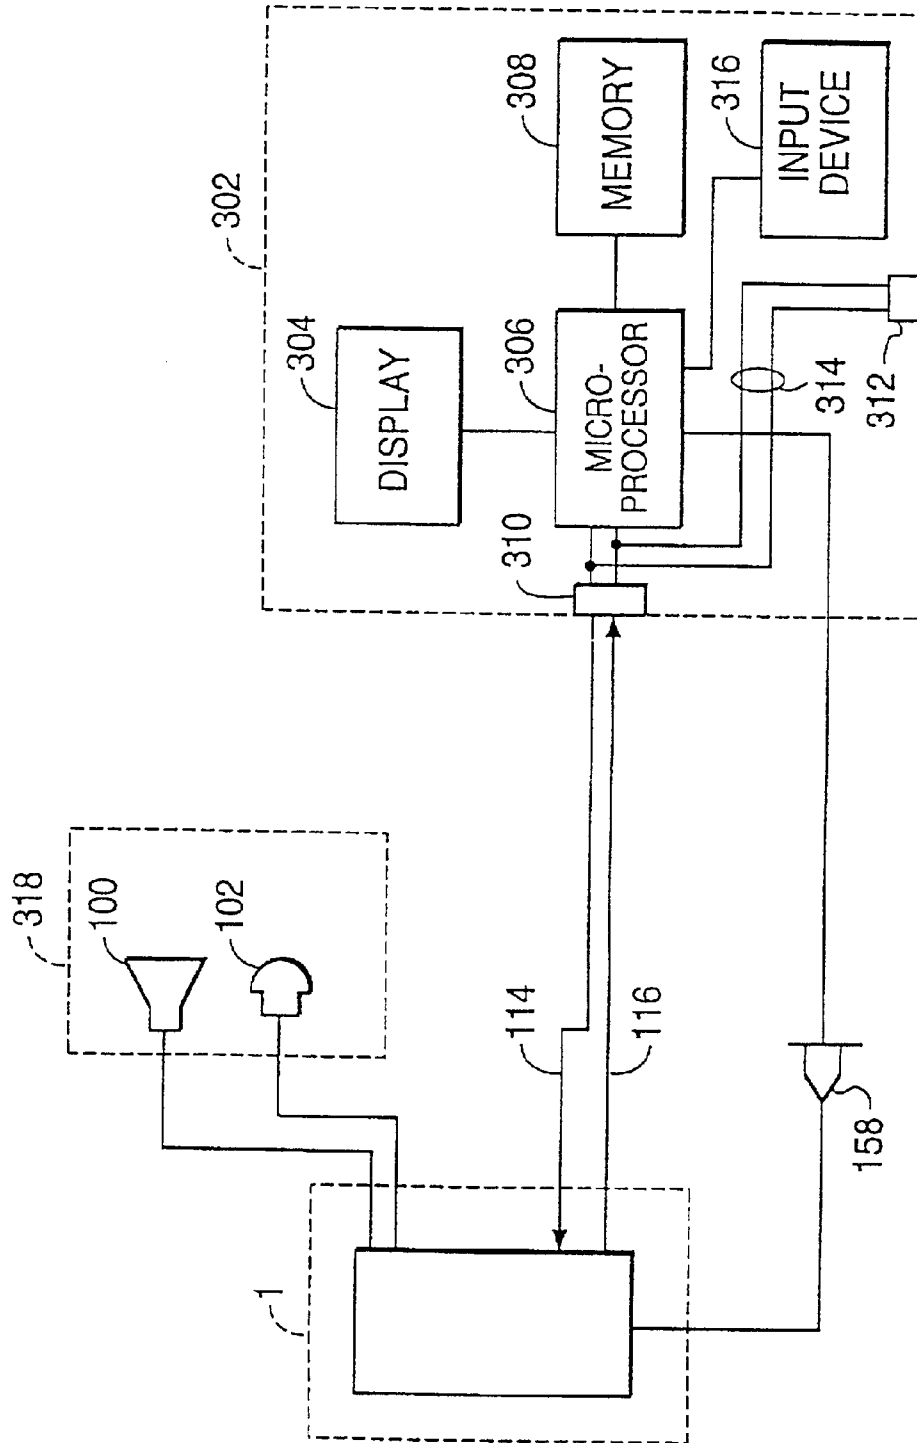 302
304
DISPLAY
306
MICRO-
PROCESSOR
308
MEMORY
316
INPUT
DEVICE
310
314
312
318
100
102
114
116
158
1